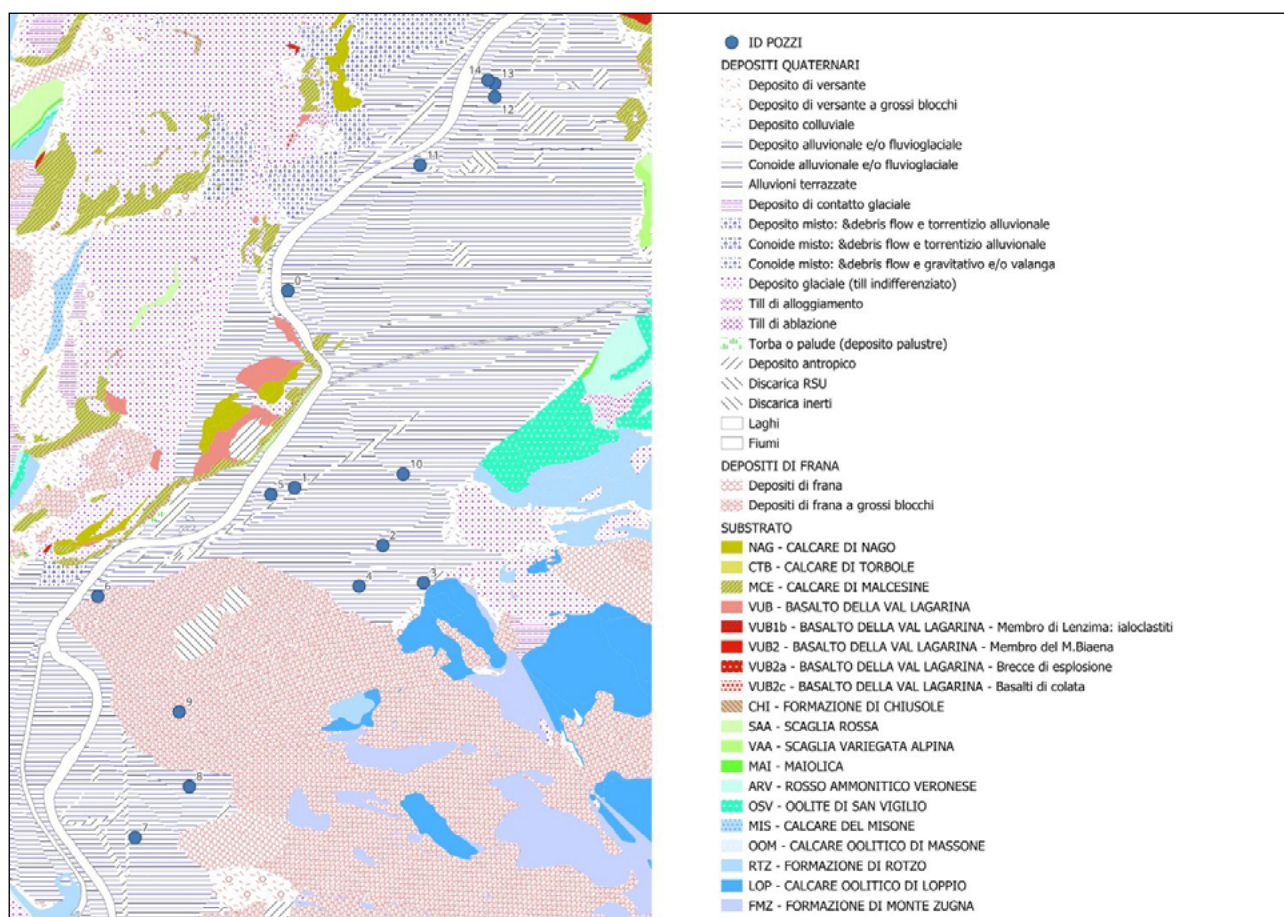 14
13
12
11
0
10
5
1
2
4
3
6
9
8
7
ID POZZI
DEPOSITI QUATERNARI
Deposito di versante
Deposito di versante a grossi blocchi
Deposito colluviale
Deposito alluvionale e/o fluvioglaciale
Conoide alluvionale e/o fluvioglaciale
Alluvioni terrazzate
Deposito di contatto glaciale
Deposito misto: &debris flow e torrentizio alluvionale
Conoide misto: &debris flow e torrentizio alluvionale
Conoide misto: &debris flow e gravitativo e/o valanga
Deposito glaciale (till indifferenziato)
Till di alloggiamento
Till di ablazione
Torba o palude (deposito palustre)
Deposito antropico
Discarica RSU
Discarica inerti
Laghi
Fiumi
DEPOSITI DI FRANA
Depositi di frana
Depositi di frana a grossi blocchi
SUBSTRATO
NAG - CALCARE DI NAGO
CTB - CALCARE DI TORBOLE
MCE - CALCARE DI MALCESINE
VUB - BASALTO DELLA VAL LAGARINA
VUB1b - BASALTO DELLA VAL LAGARINA - Membro di Lenzima: ialoclastiti
VUB2 - BASALTO DELLA VAL LAGARINA - Membro del M.Biaena
VUB2a - BASALTO DELLA VAL LAGARINA - Brecce di esplosione
VUB2c - BASALTO DELLA VAL LAGARINA - Basalti di colata
CHI - FORMAZIONE DI CHIUSOLE
SAA - SCAGLIA ROSSA
VAA - SCAGLIA VARIEGATA ALPINA
MAI - MAIOLICA
ARV - ROSSO AMMONITICO VERONESE
OSV - OOLITE DI SAN VIGILIO
MIS - CALCARE DEL MISONE
OOM - CALCARE OOLITICO DI MASSONE
RTZ - FORMAZIONE DI ROTZO
LOP - CALCARE OOLITICO DI LOPPIO
FMZ - FORMAZIONE DI MONTE ZUGNA